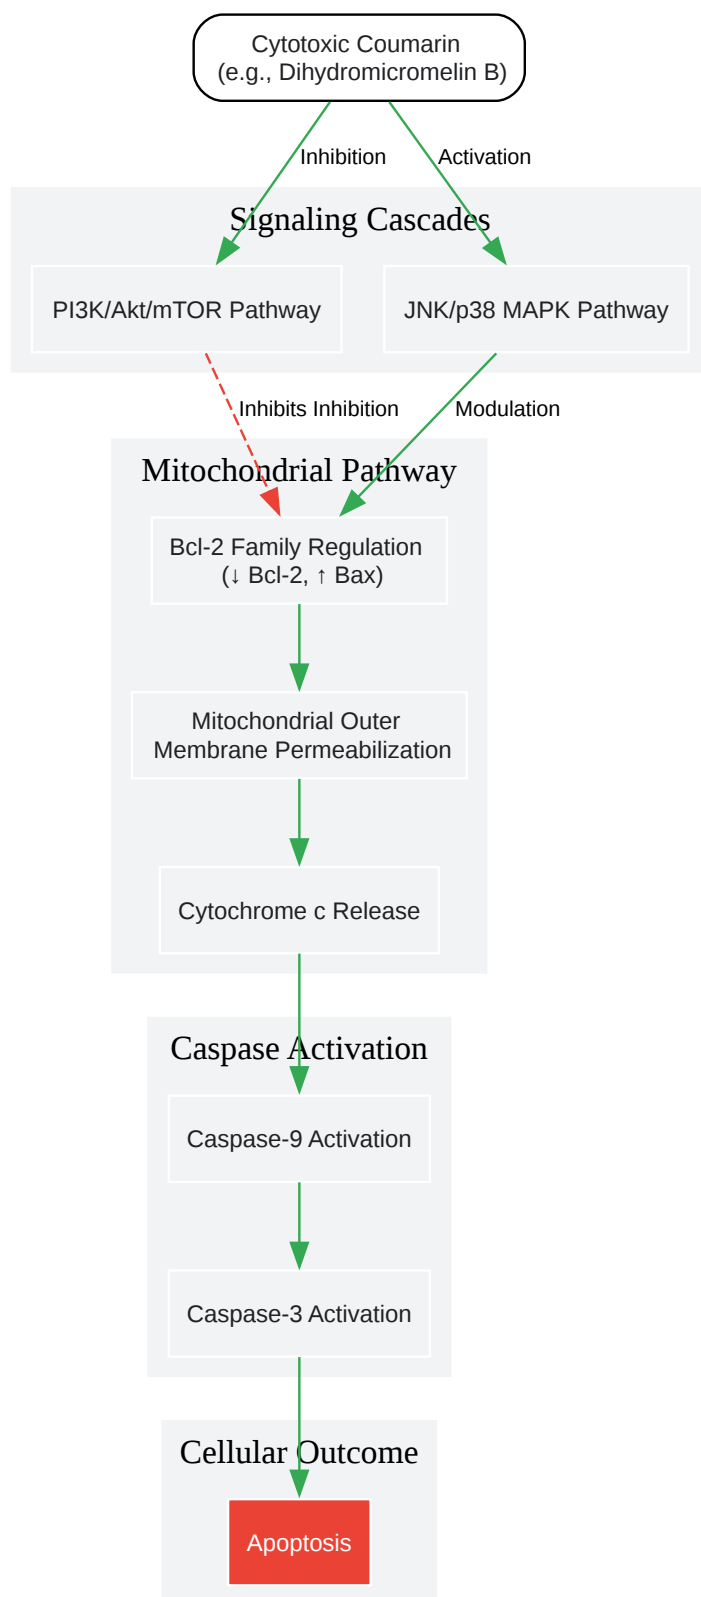 Cytotoxic Coumarin
(e.g., Dihydromicromelin B)
Inhibition
Activation
Signaling Cascades
PI3K/Akt/mTOR Pathway
JNK/p38 MAPK Pathway
Inhibits Inhibition
Modulation
Mitochondrial Pathway
Bcl-2 Family Regulation
(↓ Bcl-2, ↑ Bax)
Mitochondrial Outer
Membrane Permeabilization
Cytochrome c Release
Caspase Activation
Caspase-9 Activation
Caspase-3 Activation
Cellular Outcome
Apoptosis